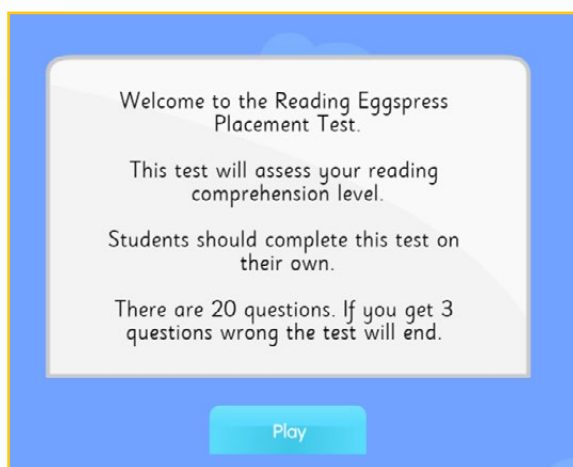 Welcome to the Reading Eggspress
Placement Test.
This test will assess your reading
comprehension level.
Students should complete this test on
their own.
There are 20 questions. If you get 3
questions wrong the test will end.
Play